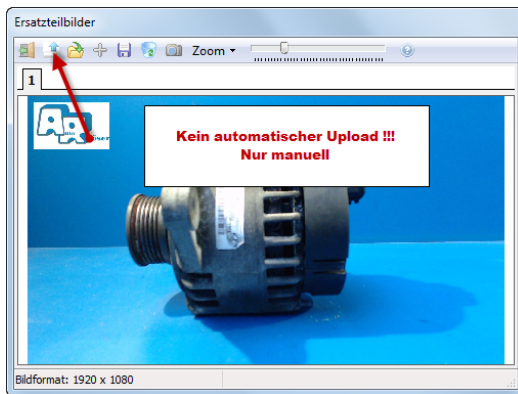 Ersatzteilbilder
Zoom
1
Kein automatischer Upload !!!
Nur manuell
Bildformat: 1920 x 1080